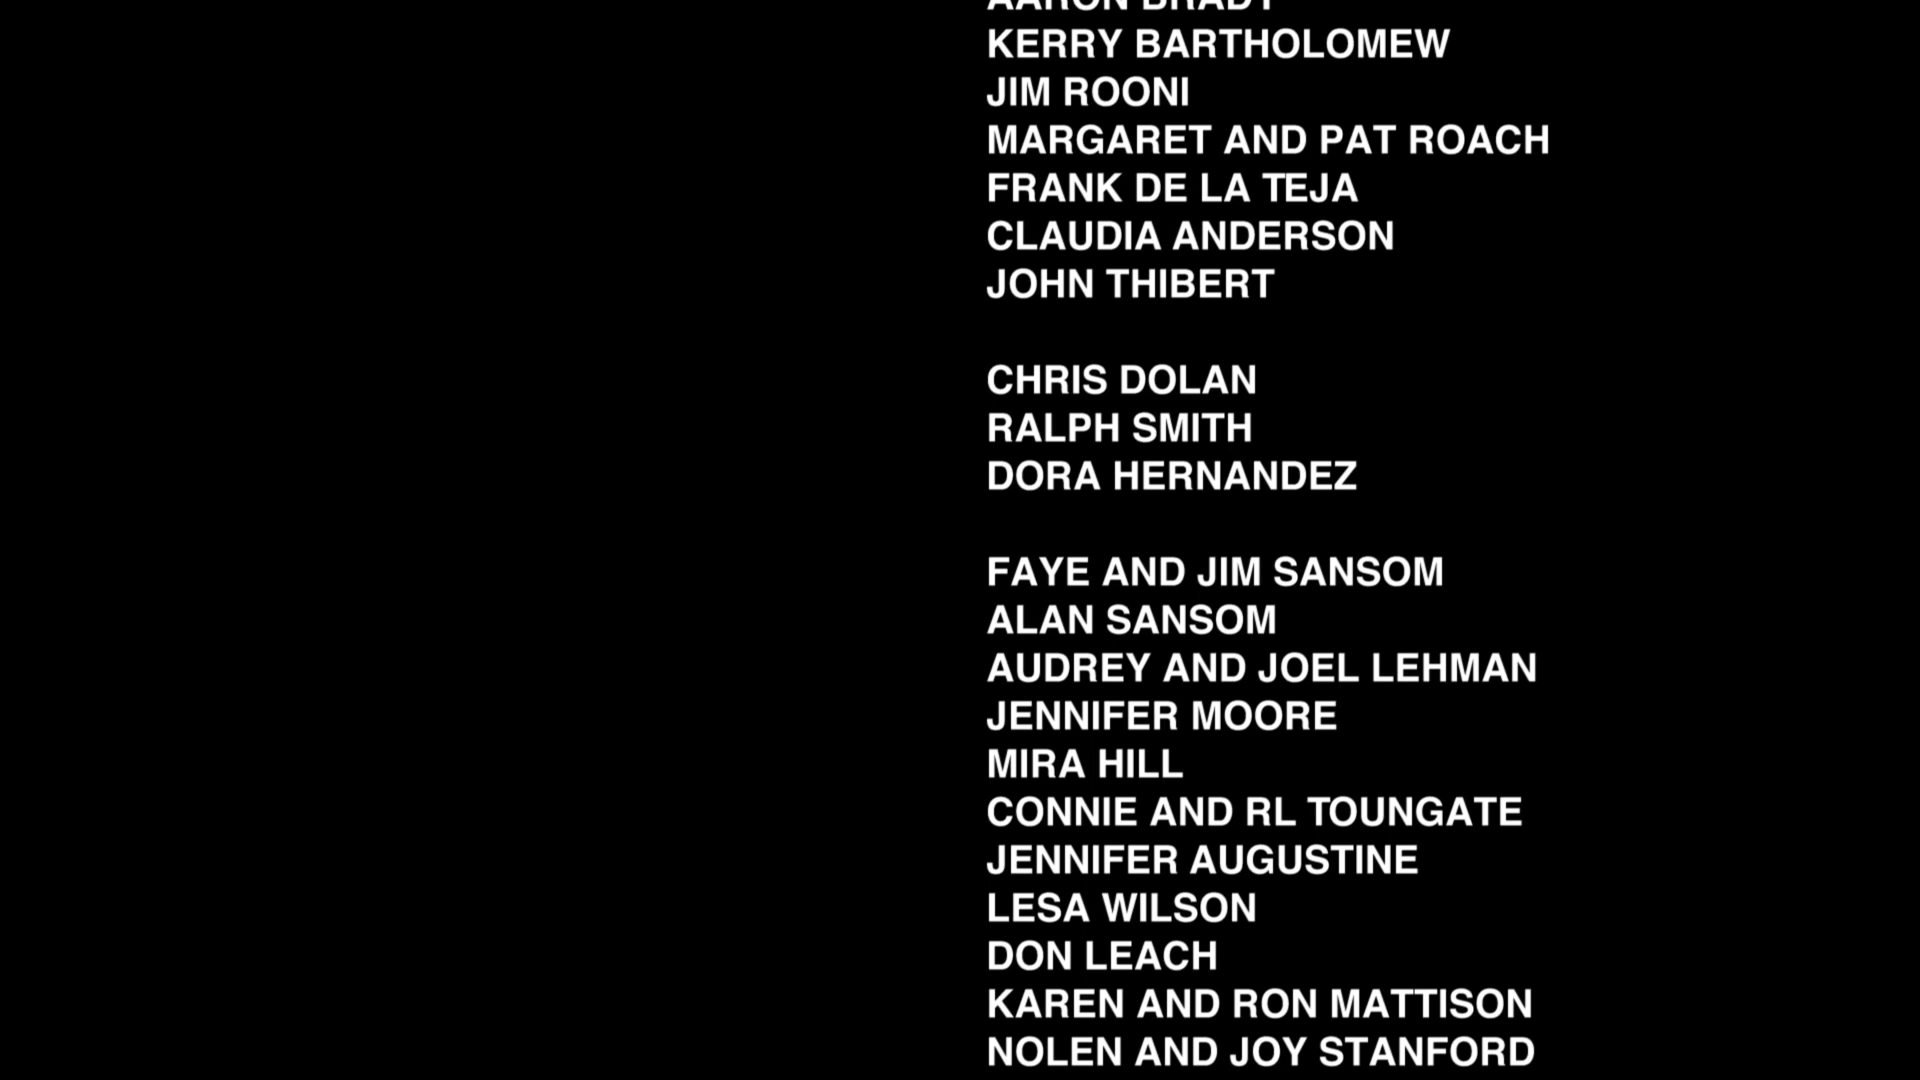 AARON BRADY
KERRY BARTHOLOMEW
JIM ROONI
MARGARET AND PAT ROACH
FRANK DE LA TEJA
CLAUDIA ANDERSON
JOHN THIBERT
CHRIS DOLAN
RALPH SMITH
DORA HERNANDEZ
FAYE AND JIM SANSOM
ALAN SANSOM
AUDREY AND JOEL LEHMAN
JENNIFER MOORE
MIRA HILL
CONNIE AND RL TOUNGATE
JENNIFER AUGUSTINE
LESA WILSON
DON LEACH
KAREN AND RON MATTISON
NOLEN AND JOY STANFORD